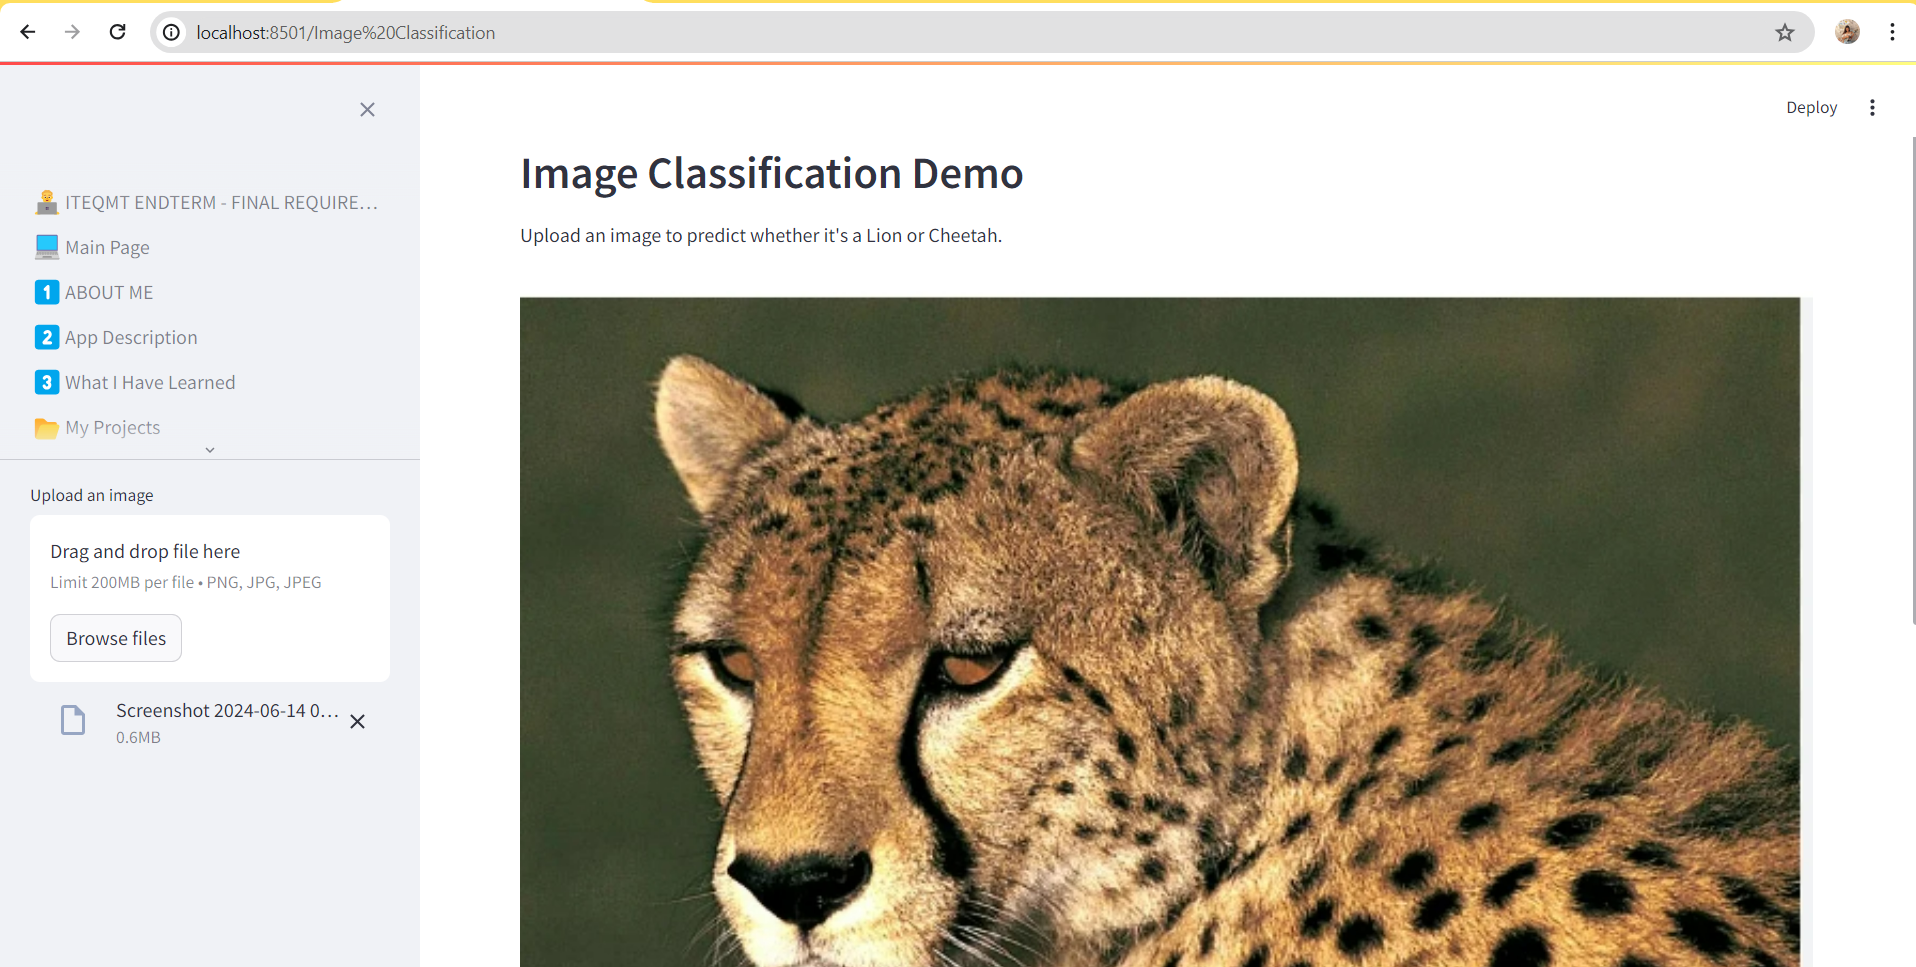 localhost:8501/Image%20Classification
Deploy
ITEQMT ENDTERM - FINAL REQUIRE...
Main Page
1 ABOUT ME
2 App Description
3 What I Have Learned
My Projects
Upload an image
Drag and drop file here
Limit 200MB per file • PNG, JPG, JPEG
Browse files
Screenshot 2024-06-14 0...
0.6MB
Image Classification Demo
Upload an image to predict whether it's a Lion or Cheetah.